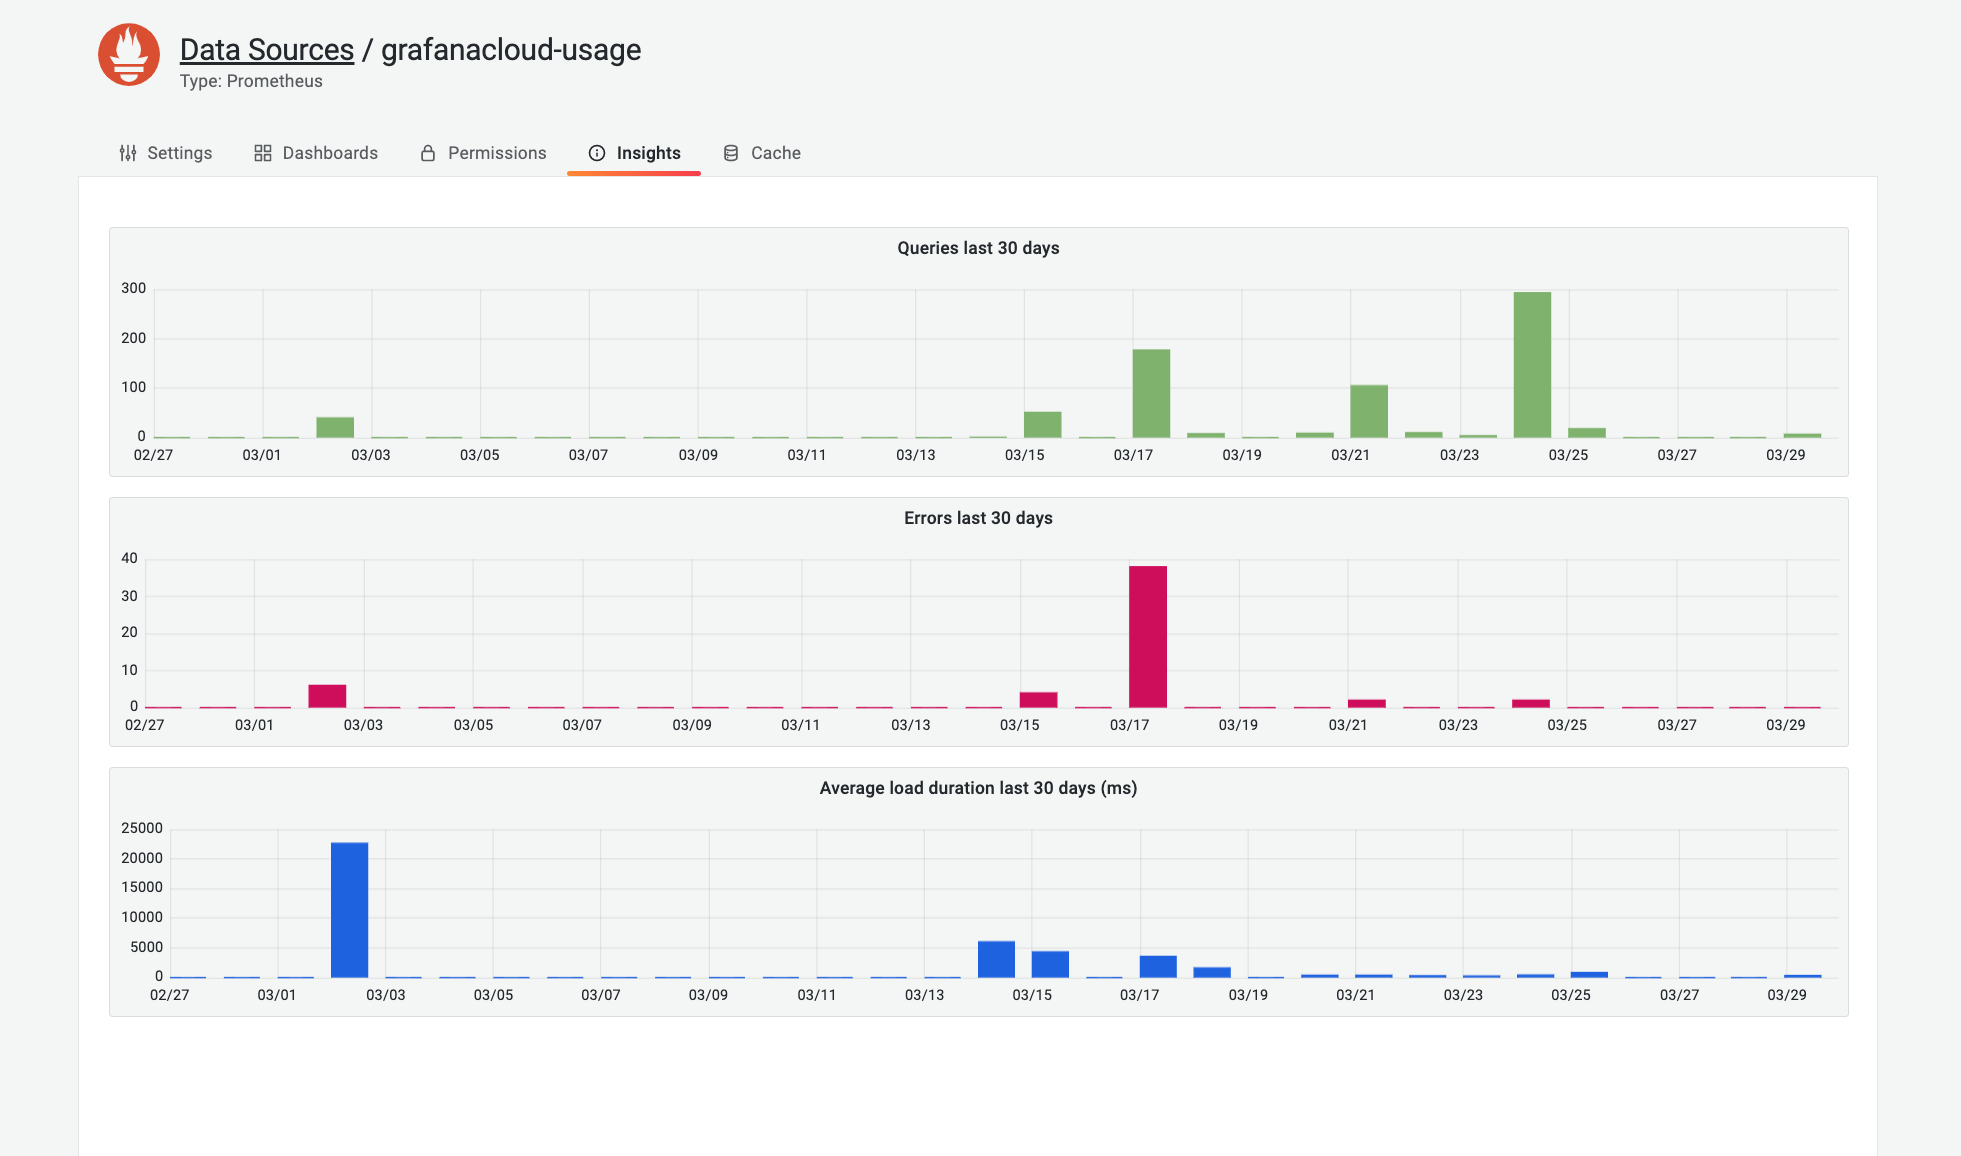 Data Sources / grafanacloud-usage
Type: Prometheus
Settings Dashboards Permissions Insights Cache
Queries last 30 days
300
200
100
0
02/27 03/01 03/03 03/05 03/07 03/09 03/11 03/13 03/15 03/17 03/19 03/21 03/23 03/25 03/27 03/29
Errors last 30 days
40
30
20
10
0
02/27 03/01 03/03 03/05 03/07 03/09 03/11 03/13 03/15 03/17 03/19 03/21 03/23 03/25 03/27 03/29
Average load duration last 30 days (ms)
25000
20000
15000
10000
5000
0
02/27 03/01 03/03 03/05 03/07 03/09 03/11 03/13 03/15 03/17 03/19 03/21 03/23 03/25 03/27 03/29